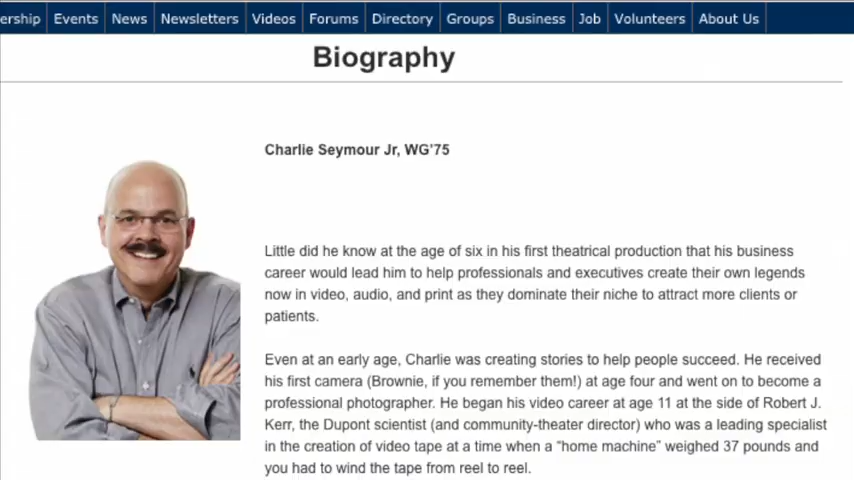 ership Events News Newsletters Videos Forums Directory Groups Business Job Volunteers About Us
Biography
Charlie Seymour Jr, WG'75
Little did he know at the age of six in his first theatrical production that his business
career would lead him to help professionals and executives create their own legends
now in video, audio, and print as they dominate their niche to attract more clients or
patients.
Even at an early age, Charlie was creating stories to help people succeed. He received
his first camera (Brownie, if you remember them!) at age four and went on to become a
professional photographer. He began his video career at age 11 at the side of Robert J.
Kerr, the Dupont scientist (and community-theater director) who was a leading specialist
in the creation of video tape at a time when a “home machine” weighed 37 pounds and
you had to wind the tape from reel to reel.